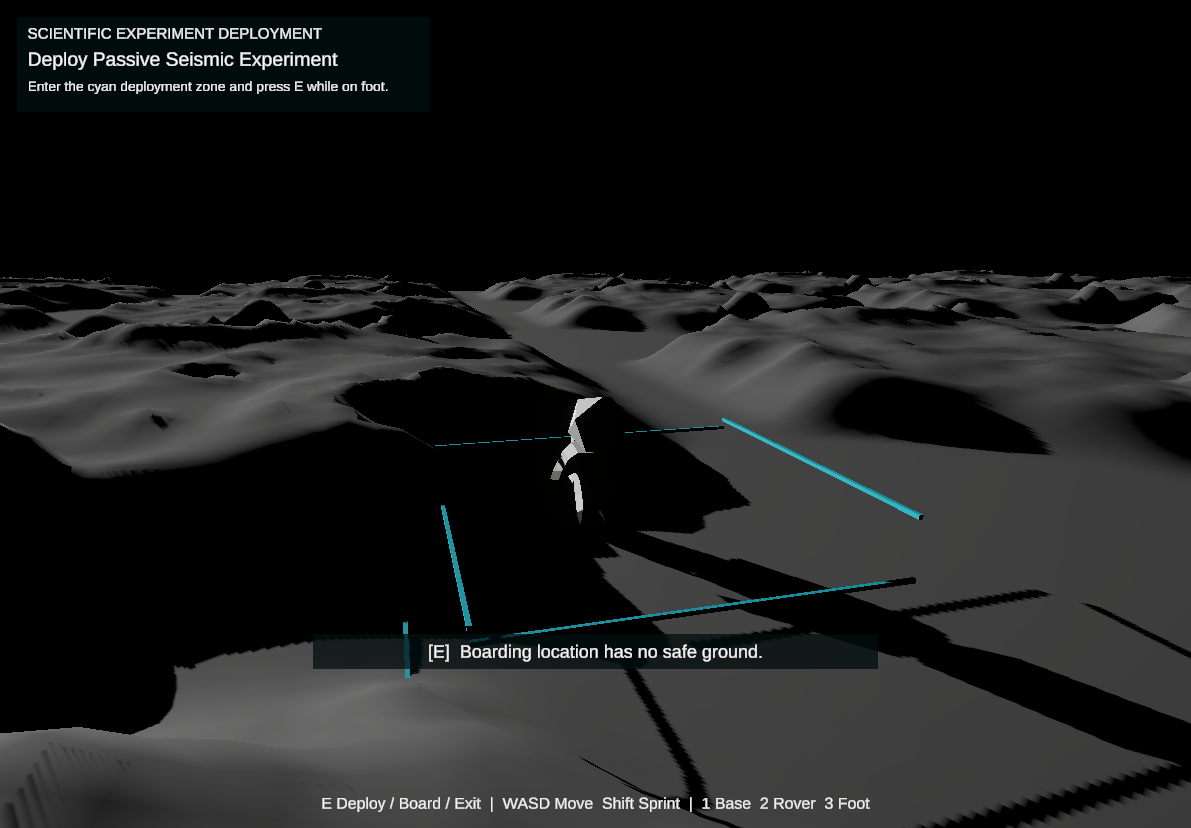 SCIENTIFIC EXPERIMENT DEPLOYMENT
Deploy Passive Seismic Experiment
Enter the cyan deployment zone and press E while on foot.
[E]  Boarding location has no safe ground.
E Deploy / Board / Exit  |  WASD Move  Shift Sprint  |  1 Base  2 Rover  3 Foot